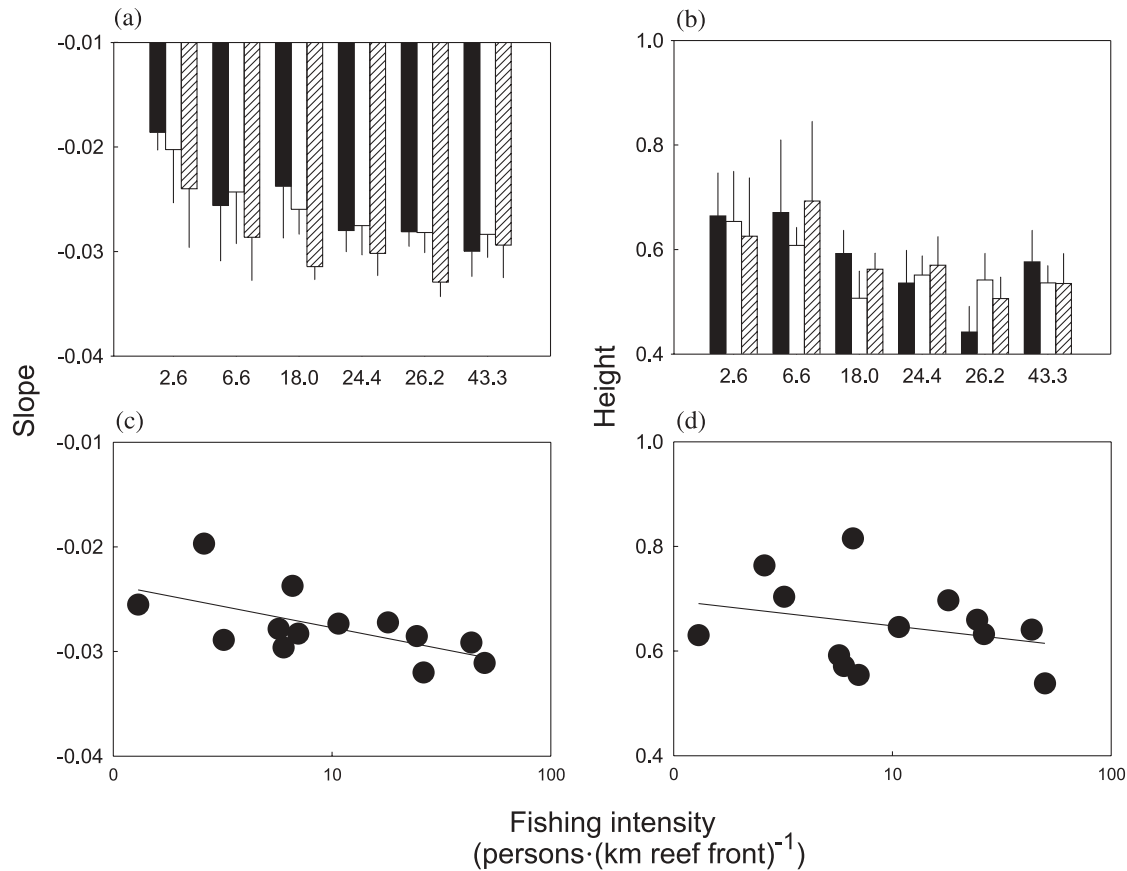 (a)
(b)
-0.01
-0.02
-0.03
-0.04
2.6 6.6 18.0 24.4 26.2 43.3
1.0
0.8
0.6
0.4
2.6 6.6 18.0 24.4 26.2 43.3
Slope
Height
(c)
(d)
-0.01
-0.02
-0.03
-0.04
0 10 100
1.0
0.8
0.6
0.4
0 10 100
Fishing intensity
(persons·(km reef front)⁻¹)